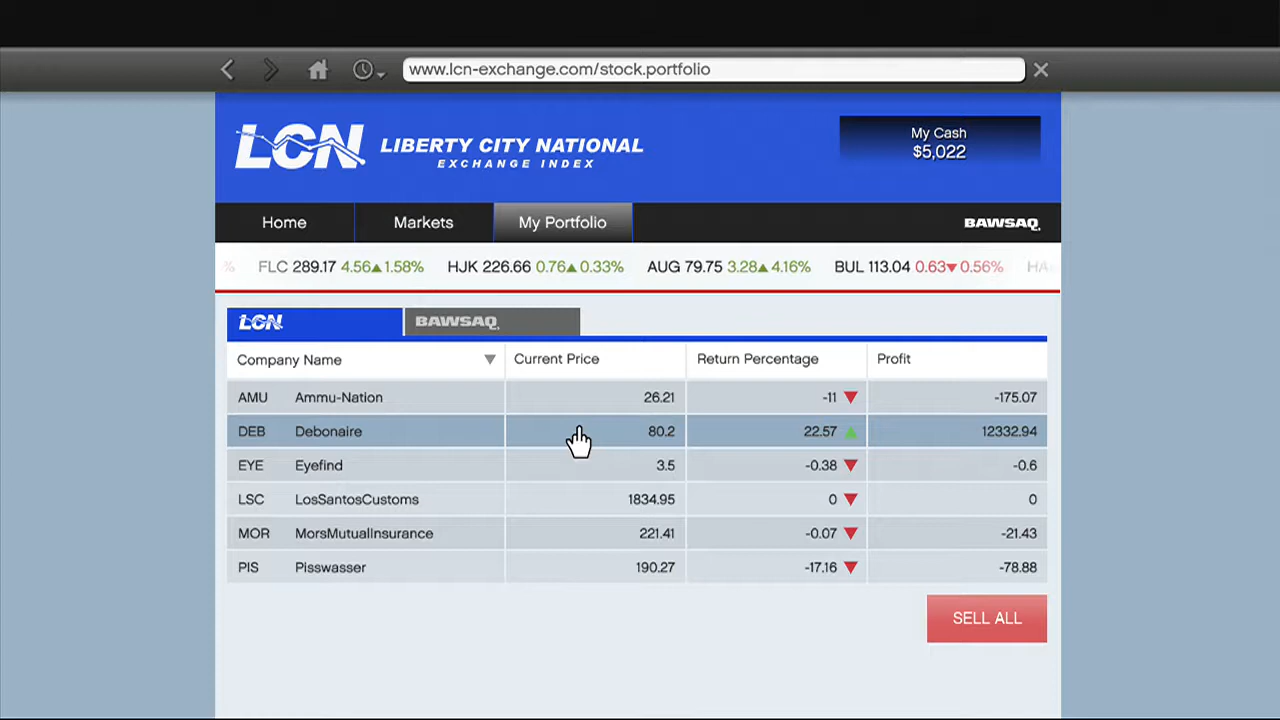 www.lcn-exchange.com/stock.portfolio
LCN LIBERTY CITY NATIONAL
EXCHANGE INDEX
My Cash
$5,022
Home Markets My Portfolio BAWSAQ
% FLC 289.17 4.56▲1.58% HJK 226.66 0.76▲0.33% AUG 79.75 3.28▲4.16% BUL 113.04 0.63▼0.56% HA
LCN BAWSAQ
Company Name ▼ Current Price Return Percentage Profit
AMU Ammu-Nation 26.21 -11 ▼ -175.07
DEB Debonaire 80.2 22.57 ▲ 12332.94
EYE Eyefind 3.5 -0.38 ▼ -0.6
LSC LosSantosCustoms 1834.95 0 ▼ 0
MOR MorsMutualInsurance 221.41 -0.07 ▼ -21.43
PIS Pisswasser 190.27 -17.16 ▼ -78.88
SELL ALL